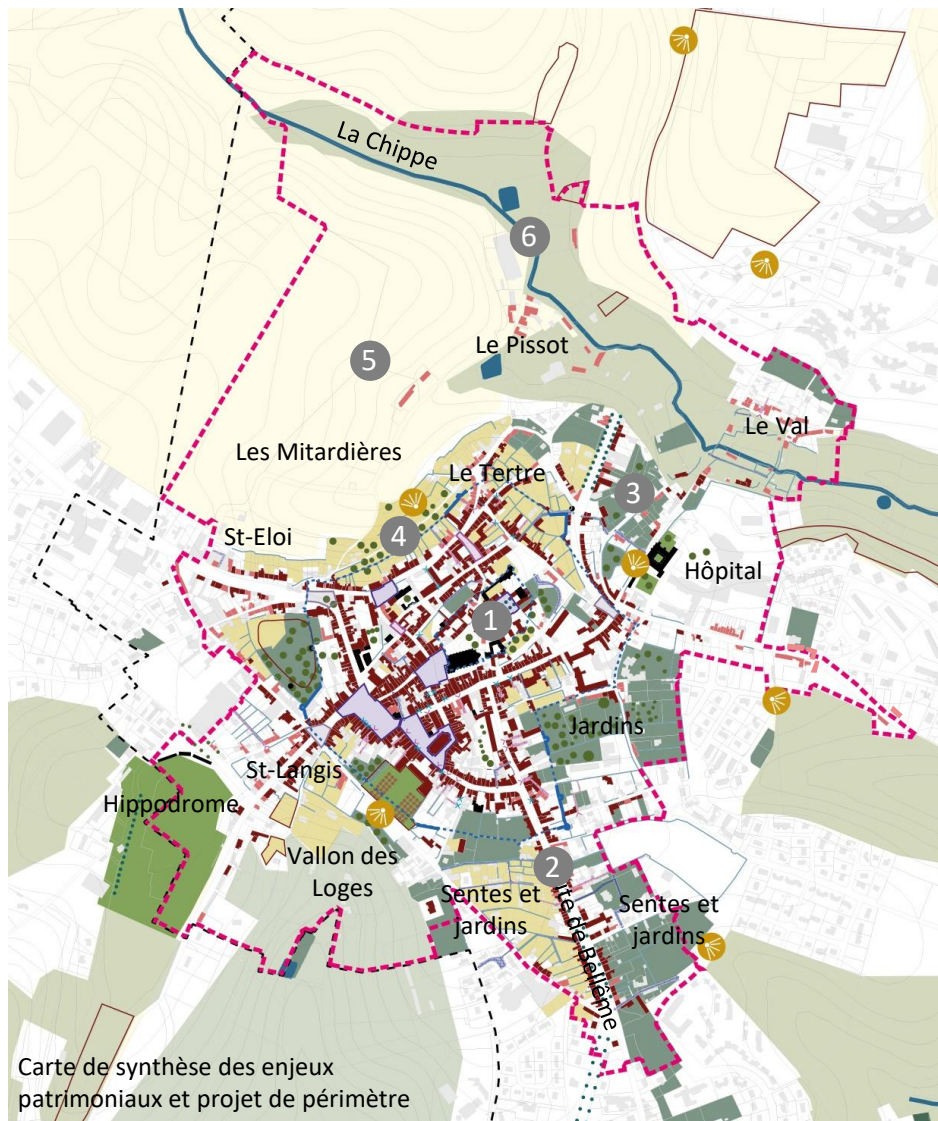 La Chippe
6
Le Pissot
5
Le Val
Les Mitardières
Le Tertre
3
St-Eloi
4
Hôpital
1
Jardins
St-Langis
Hippodrome
Vallon des
Loges
2
Sentes et
jardins
Sentes et
jardins
de Bellême
Carte de synthèse des enjeux
patrimoniaux et projet de périmètre